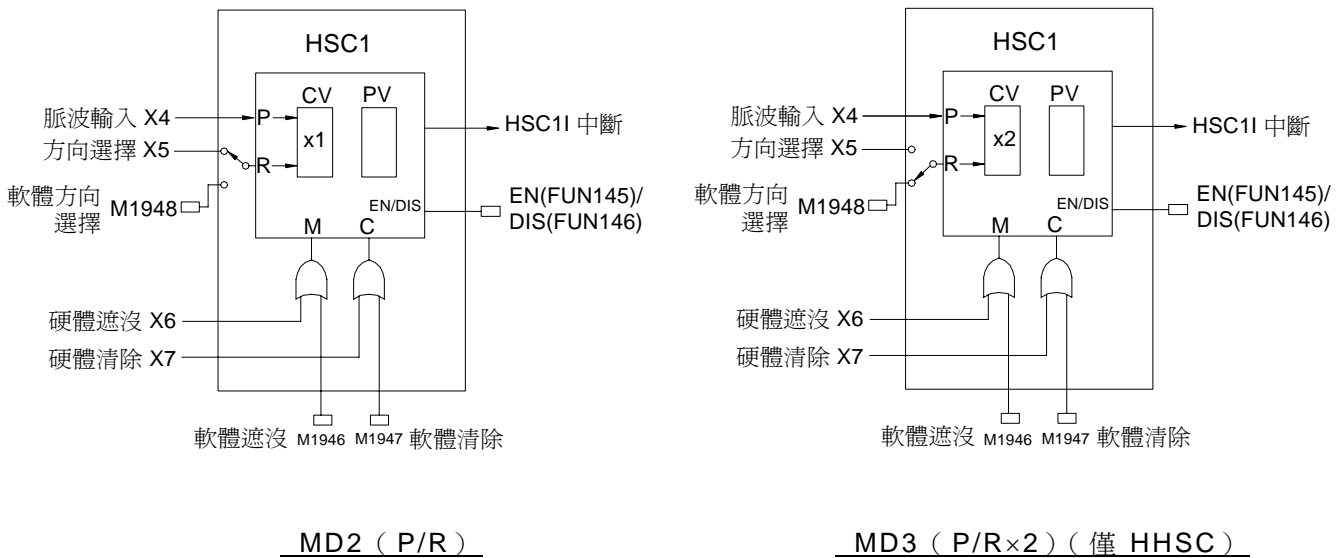 HSC1
CV PV
脈波輸入 X4
P
x1
HSC1I 中斷
方向選擇 X5
R
軟體方向
選擇
M1948
EN/DIS
EN(FUN145)/
DIS(FUN146)
M C
硬體遮沒 X6
硬體清除 X7
軟體遮沒 M1946 M1947 軟體清除
MD2 ( P/R )
HSC1
CV PV
脈波輸入 X4
P
x2
HSC1I 中斷
方向選擇 X5
R
軟體方向
選擇
M1948
EN/DIS
EN(FUN145)/
DIS(FUN146)
M C
硬體遮沒 X6
硬體清除 X7
軟體遮沒 M1946 M1947 軟體清除
MD3 ( P/R×2 ) ( 僅 HHSC )